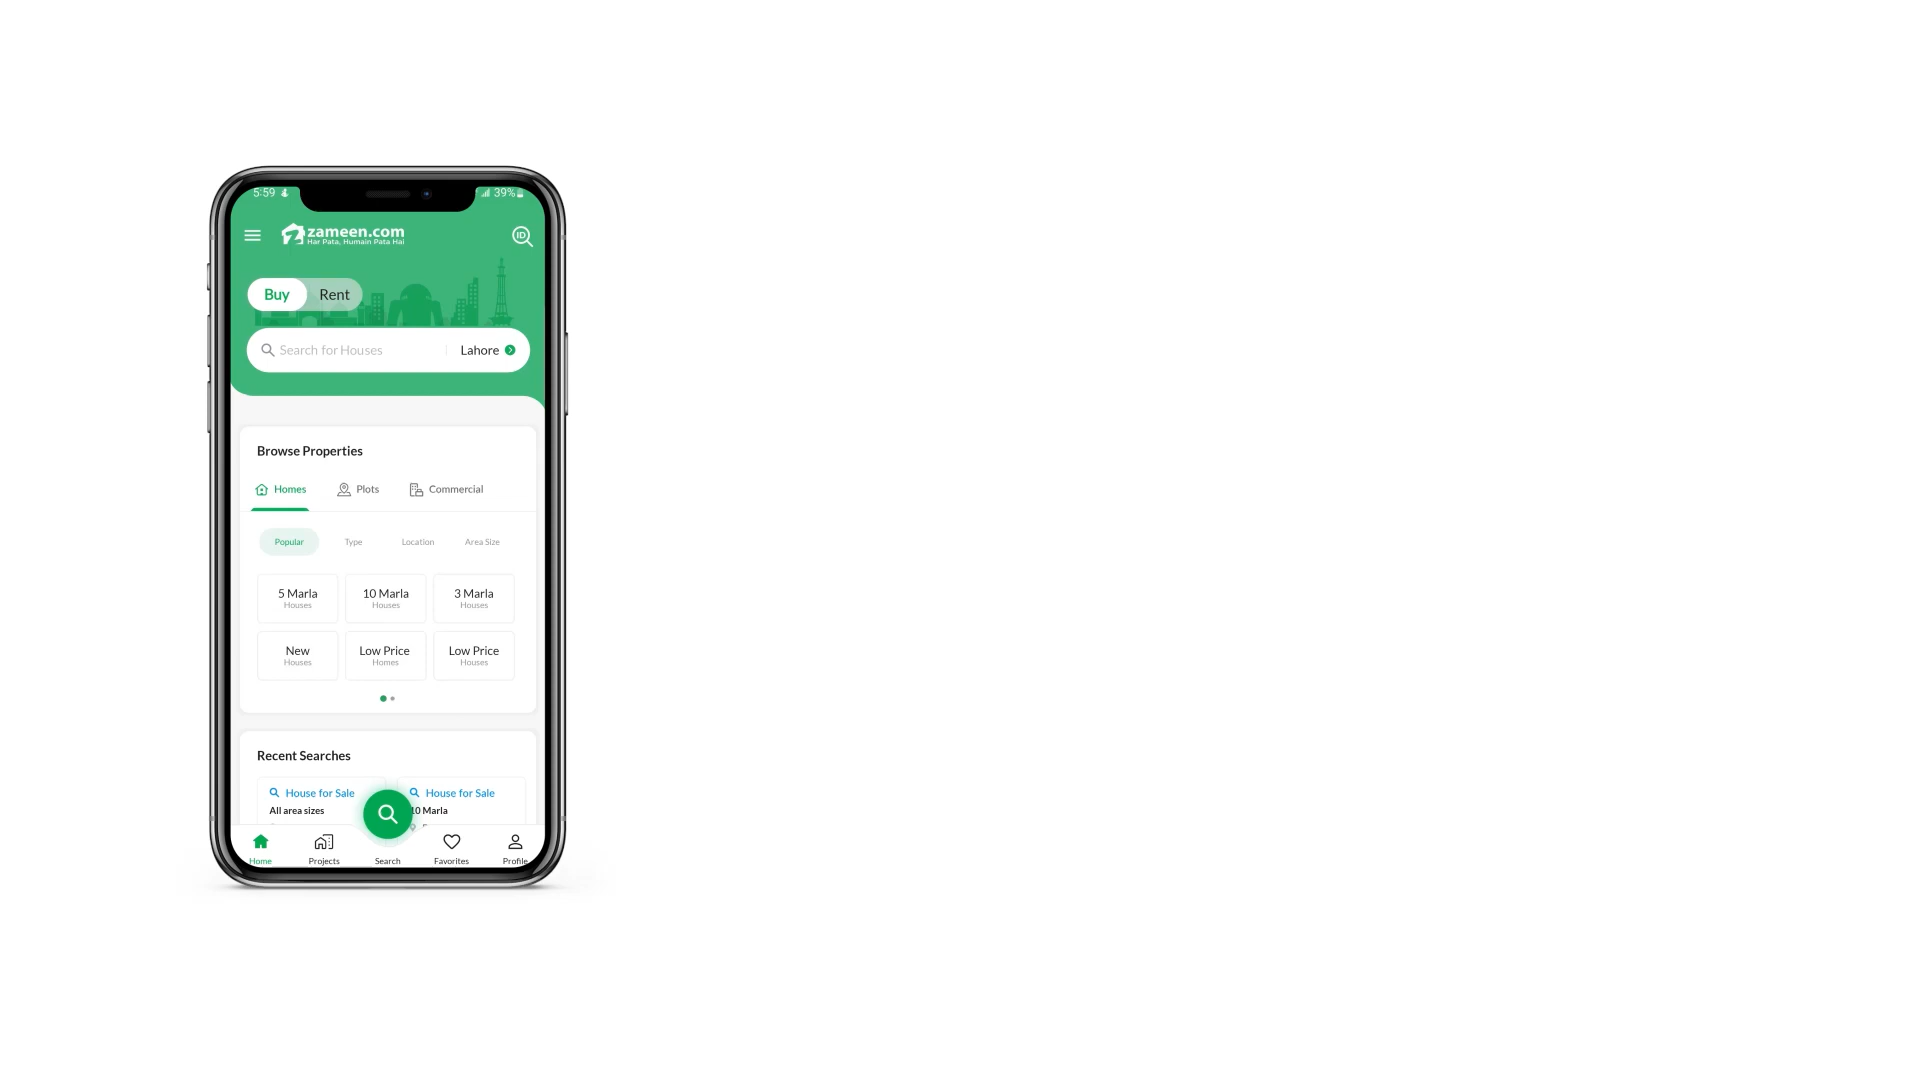 5:59 39%
zameen.com
Har Pata, Humain Pata Hai
ID
Buy Rent
Search for Houses Lahore
Browse Properties
Homes Plots Commercial
Popular Type Location Area Size
5 Marla 10 Marla 3 Marla
Houses Houses Houses
New Low Price Low Price
Houses Homes Houses
Recent Searches
House for Sale House for Sale
All area sizes 10 Marla
Home Projects Search Favorites Profile